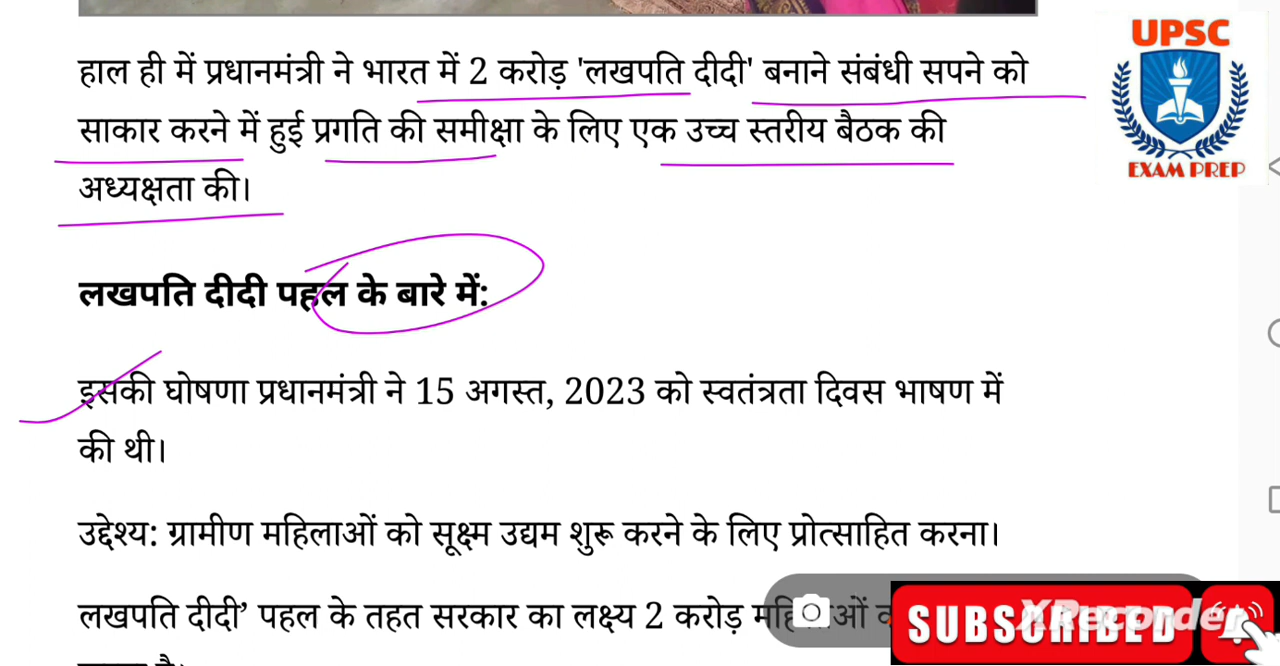 हाल ही में प्रधानमंत्री ने भारत में 2 करोड़ 'लखपति दीदी' बनाने संबंधी सपने को
साकार करने में हुई प्रगति की समीक्षा के लिए एक उच्च स्तरीय बैठक की
अध्यक्षता की।
UPSC
EXAM PREP
लखपति दीदी पहल के बारे में:
इसकी घोषणा प्रधानमंत्री ने 15 अगस्त, 2023 को स्वतंत्रता दिवस भाषण में
की थी।
उद्देश्य: ग्रामीण महिलाओं को सूक्ष्म उद्यम शुरू करने के लिए प्रोत्साहित करना।
लखपति दीदी’ पहल के तहत सरकार का लक्ष्य 2 करोड़
SUBSCRIBED
XRecorder